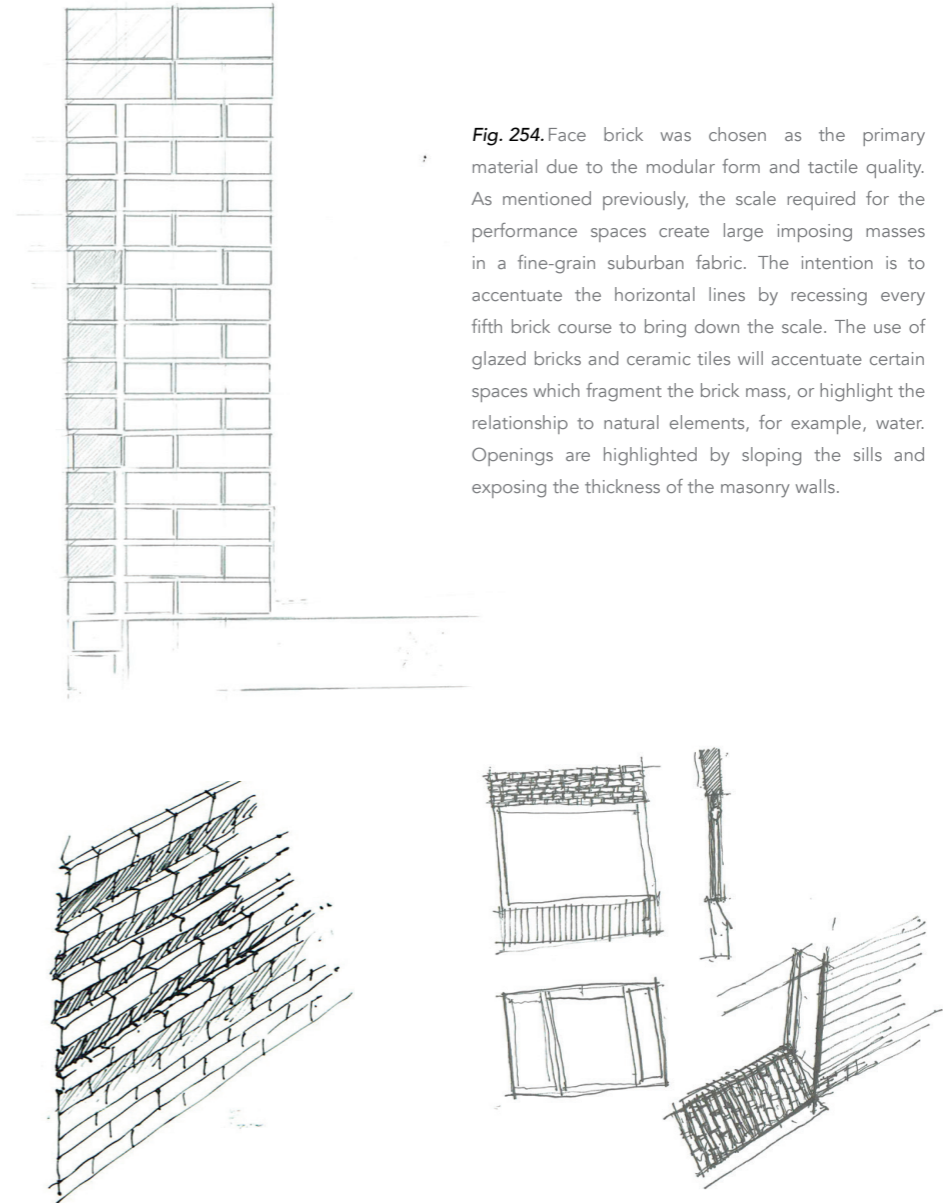 Fig. 254. Face brick was chosen as the primary
material due to the modular form and tactile quality.
As mentioned previously, the scale required for the
performance spaces create large imposing masses
in a fine-grain suburban fabric. The intention is to
accentuate the horizontal lines by recessing every
fifth brick course to bring down the scale. The use of
glazed bricks and ceramic tiles will accentuate certain
spaces which fragment the brick mass, or highlight the
relationship to natural elements, for example, water.
Openings are highlighted by sloping the sills and
exposing the thickness of the masonry walls.